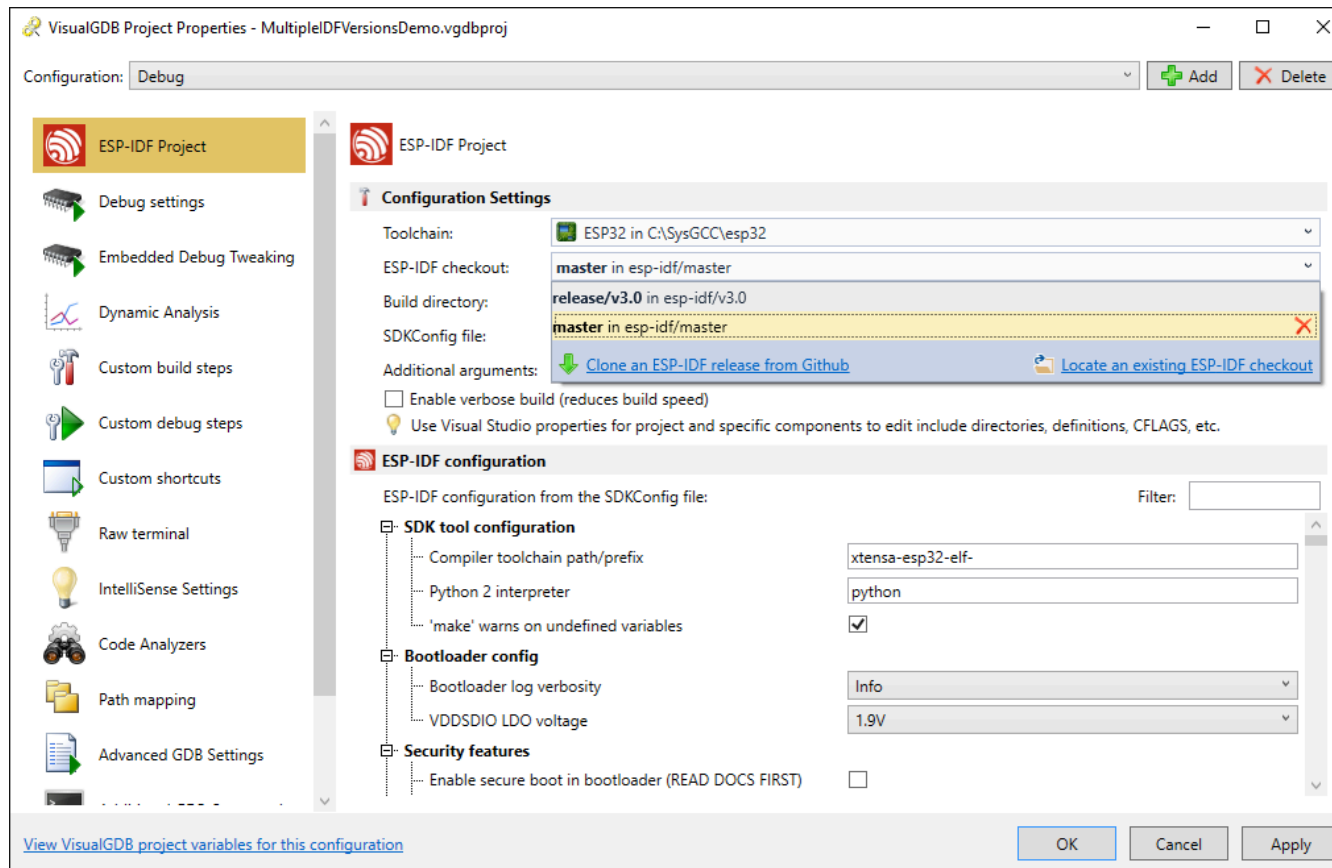 VisualGDB Project Properties - MultipleIDFVersionsDemo.vgdbproj
Configuration: Debug Add Delete
ESP-IDF Project
Debug settings
Embedded Debug Tweaking
Dynamic Analysis
Custom build steps
Custom debug steps
Custom shortcuts
Raw terminal
IntelliSense Settings
Code Analyzers
Path mapping
Advanced GDB Settings
ESP-IDF Project
Configuration Settings
Toolchain: ESP32 in C:\SysGCC\esp32
ESP-IDF checkout: master in esp-idf/master
Build directory: release/v3.0 in esp-idf/v3.0
SDKConfig file: master in esp-idf/master
Additional arguments: Clone an ESP-IDF release from Github Locate an existing ESP-IDF checkout
Enable verbose build (reduces build speed)
Use Visual Studio properties for project and specific components to edit include directories, definitions, CFLAGS, etc.
ESP-IDF configuration
ESP-IDF configuration from the SDKConfig file: Filter:
SDK tool configuration
Compiler toolchain path/prefix xtensa-esp32-elf-
Python 2 interpreter python
'make' warns on undefined variables
Bootloader config
Bootloader log verbosity Info
VDDSDIO LDO voltage 1.9V
Security features
Enable secure boot in bootloader (READ DOCS FIRST)
View VisualGDB project variables for this configuration
OK Cancel Apply